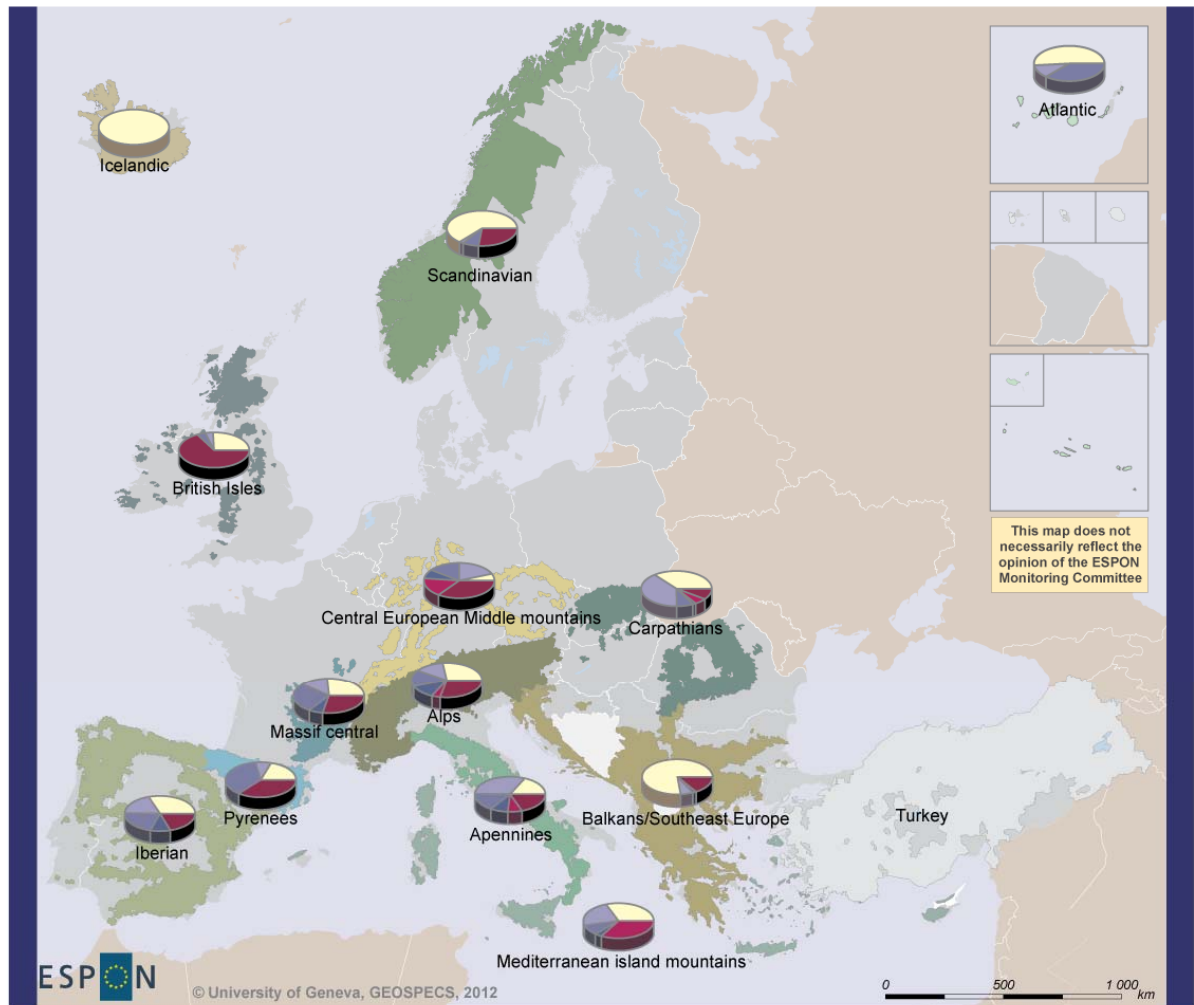 Icelandic
Atlantic
Scandinavian
British Isles
This map does not
necessarily reflect the
opinion of the ESPON
Monitoring Committee
Central European Middle mountains
Carpathians
Alps
Massif central
Pyrenees
Iberian
Apennines
Balkans/Southeast Europe
Turkey
Mediterranean island mountains
ESPON
© University of Geneva, GEOSPECS, 2012
0 500 1 000
km